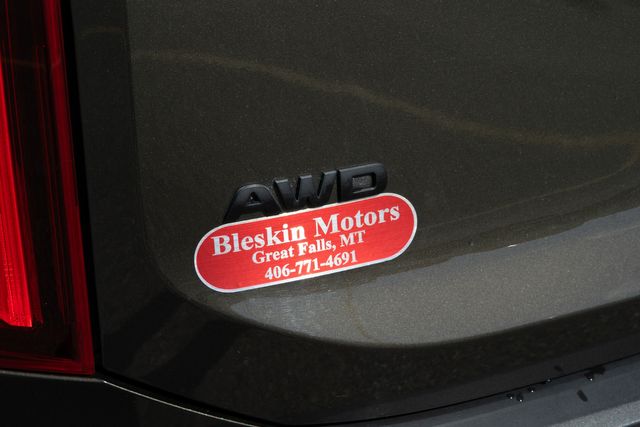 AWD
Bleskin Motors
Great Falls, MT
406-771-4691